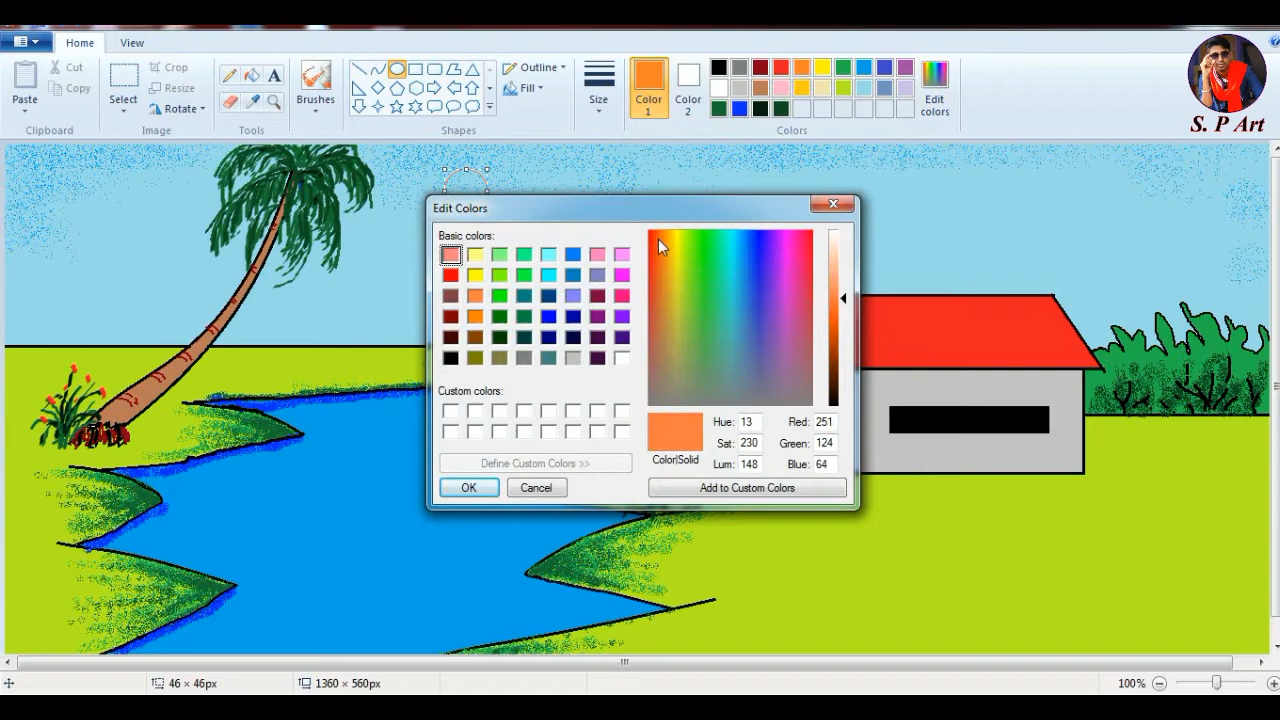 Home View
Paste
Cut
Copy
Clipboard
Select
Crop
Resize
Rotate
Image
A
Tools
Brushes
Outline
Fill
Shapes
Size
Color 1
Color 2
Edit colors
Colors
S. P Art
Edit Colors
Basic colors:
Custom colors:
Define Custom Colors >>
OK Cancel
Hue: 13 Red: 251
Sat: 230 Green: 124
Color|Solid
Lum: 148 Blue: 64
Add to Custom Colors
46 × 46px 1360 × 560px 100%